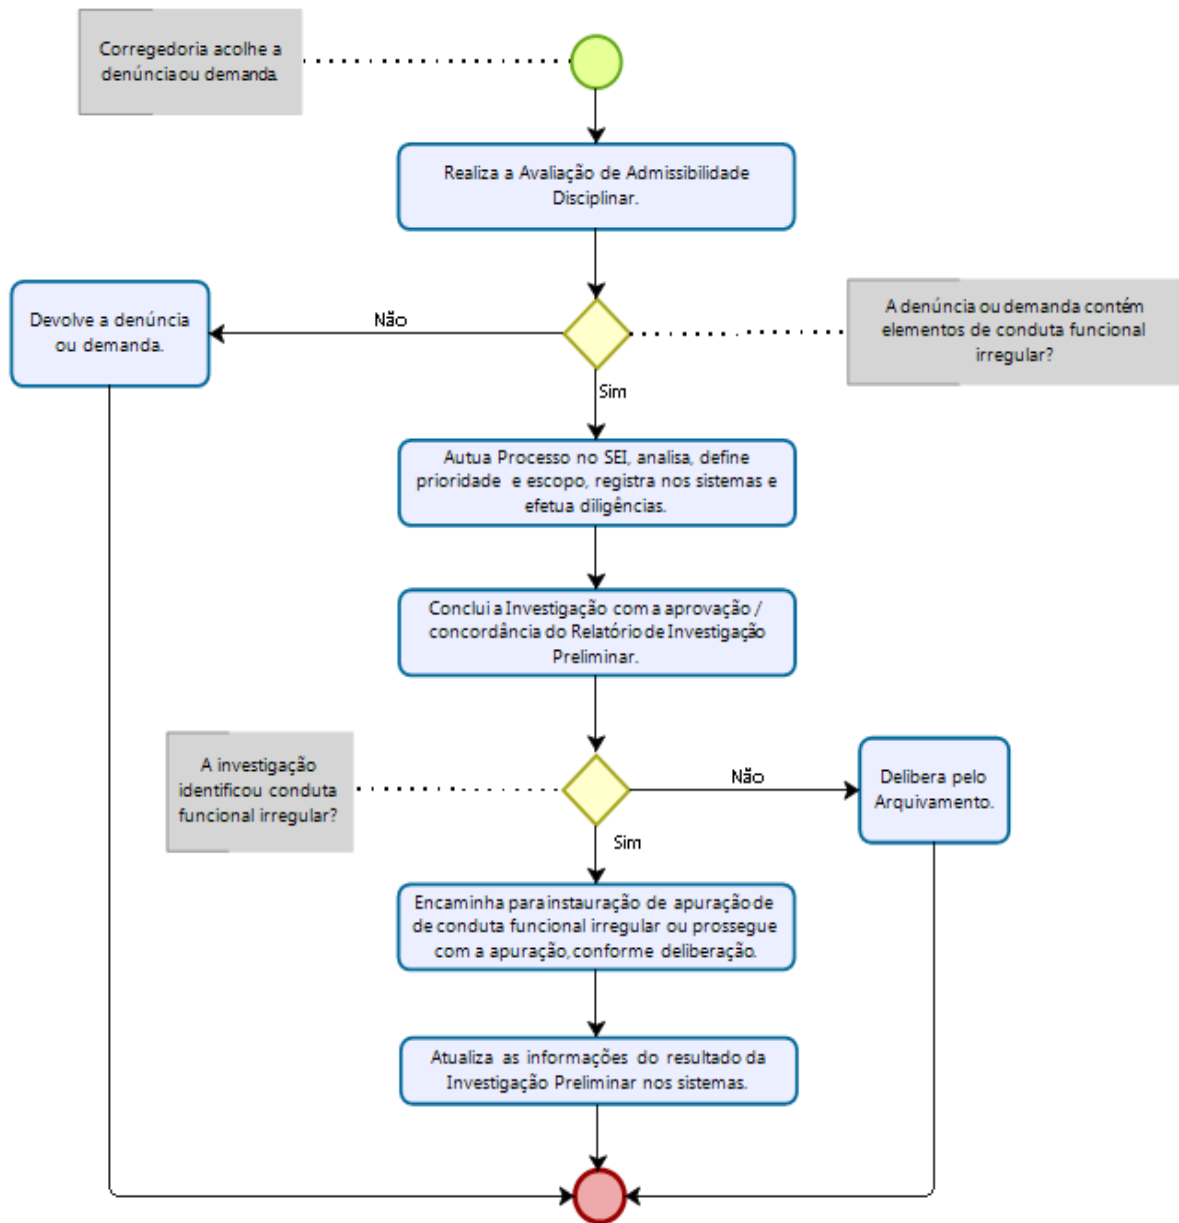 Corregedoria acolhe a
denúncia ou demanda.
Realiza a Avaliação de Admissibilidade
Disciplinar.
Devolve a denúncia
ou demanda.
Não
A denúncia ou demanda contém
elementos de conduta funcional
irregular?
Sim
Autua Processo no SEI, analisa, define
prioridade e escopo, registra nos sistemas e
efetua diligências.
Conclui a Investigação com a aprovação /
concordância do Relatório de Investigação
Preliminar.
A investigação
identificou conduta
funcional irregular?
Não
Delibera pelo
Arquivamento.
Sim
Encaminha para instauração de apuração de
de conduta funcional irregular ou prossegue
com a apuração, conforme deliberação.
Atualiza as informações do resultado da
Investigação Preliminar nos sistemas.